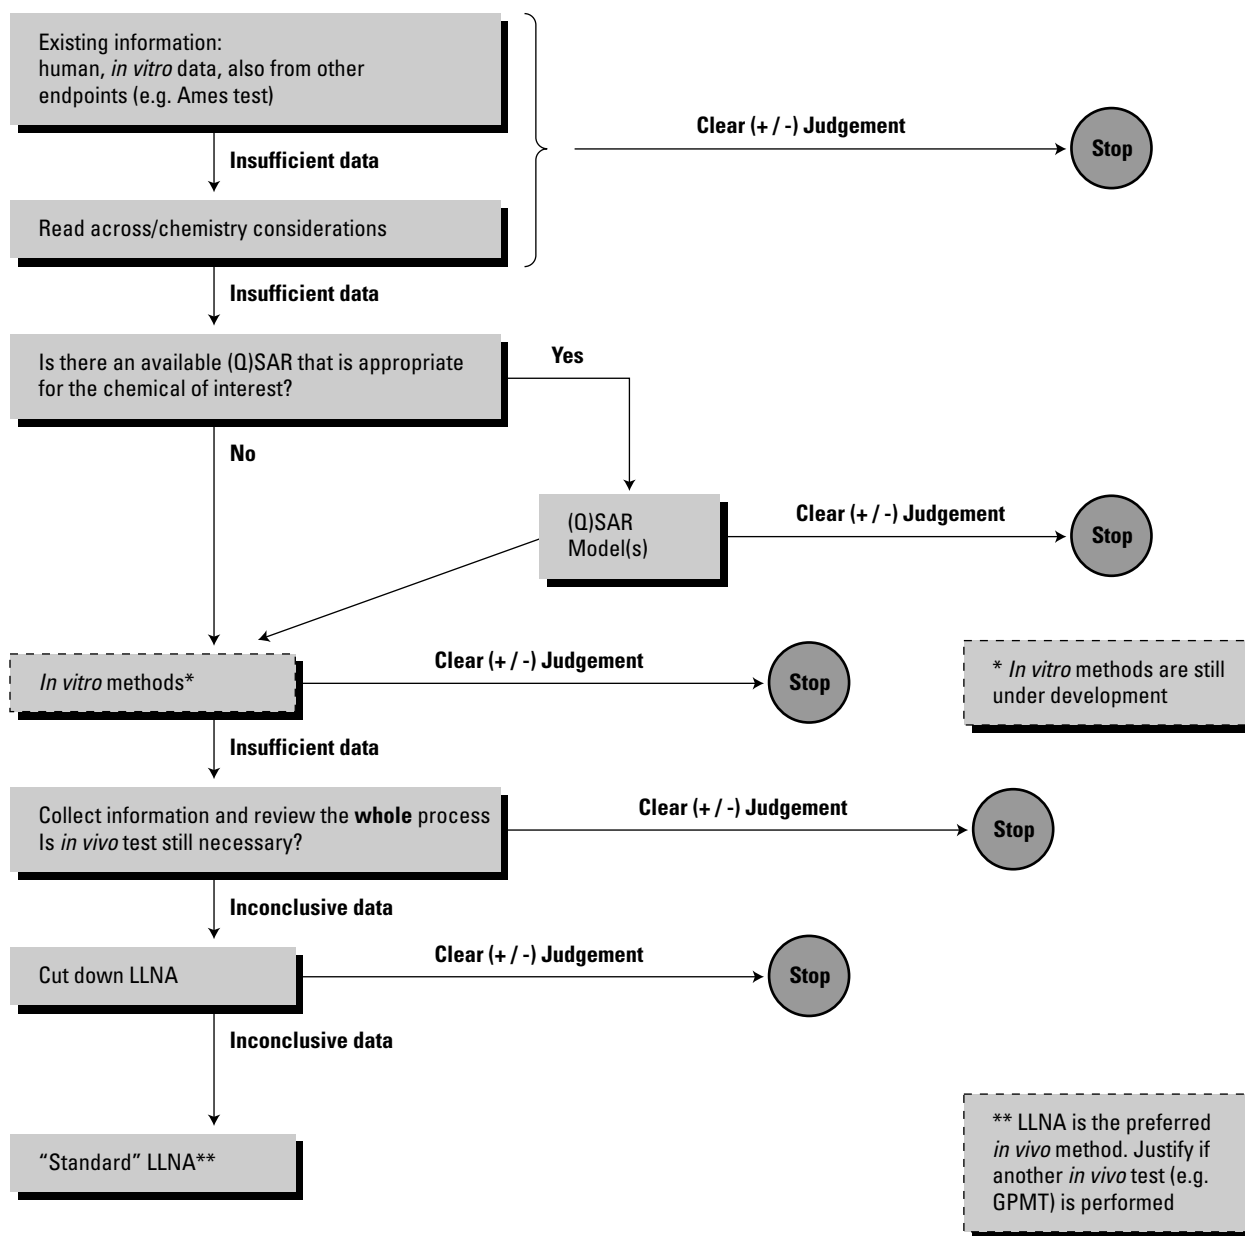 Existing information:
human, in vitro data, also from other
endpoints (e.g. Ames test)
Clear (+ / -) Judgement
Stop
Insufficient data
Read across/chemistry considerations
Insufficient data
Is there an available (Q)SAR that is appropriate
for the chemical of interest?
Yes
No
(Q)SAR
Model(s)
Clear (+ / -) Judgement
Stop
In vitro methods*
Clear (+ / -) Judgement
Stop
* In vitro methods are still
under development
Insufficient data
Collect information and review the whole process
Is in vivo test still necessary?
Clear (+ / -) Judgement
Stop
Inconclusive data
Cut down LLNA
Clear (+ / -) Judgement
Stop
Inconclusive data
"Standard" LLNA**
** LLNA is the preferred
in vivo method. Justify if
another in vivo test (e.g.
GPMT) is performed